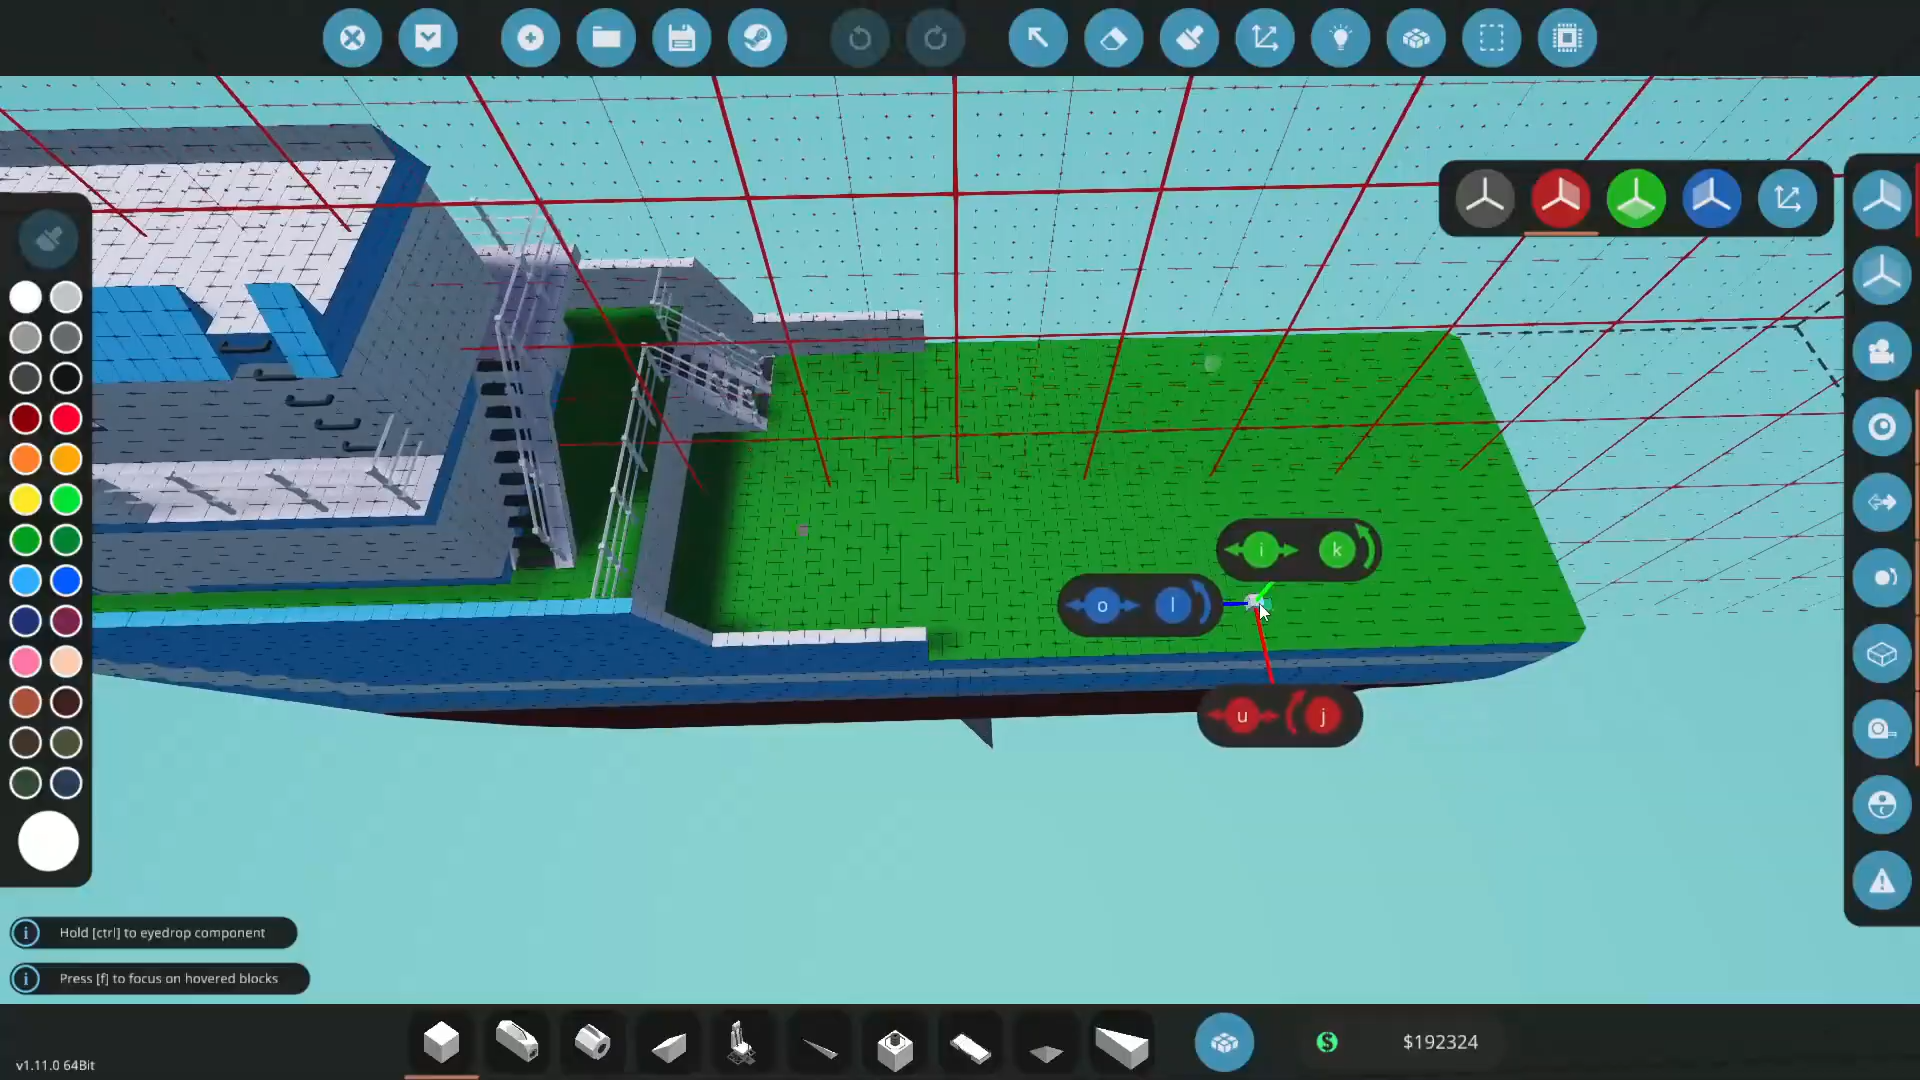 i k
o l
u j
Hold [ctrl] to eyedrop component
Press [f] to focus on hovered blocks
$192324
v1.11.0 64Bit